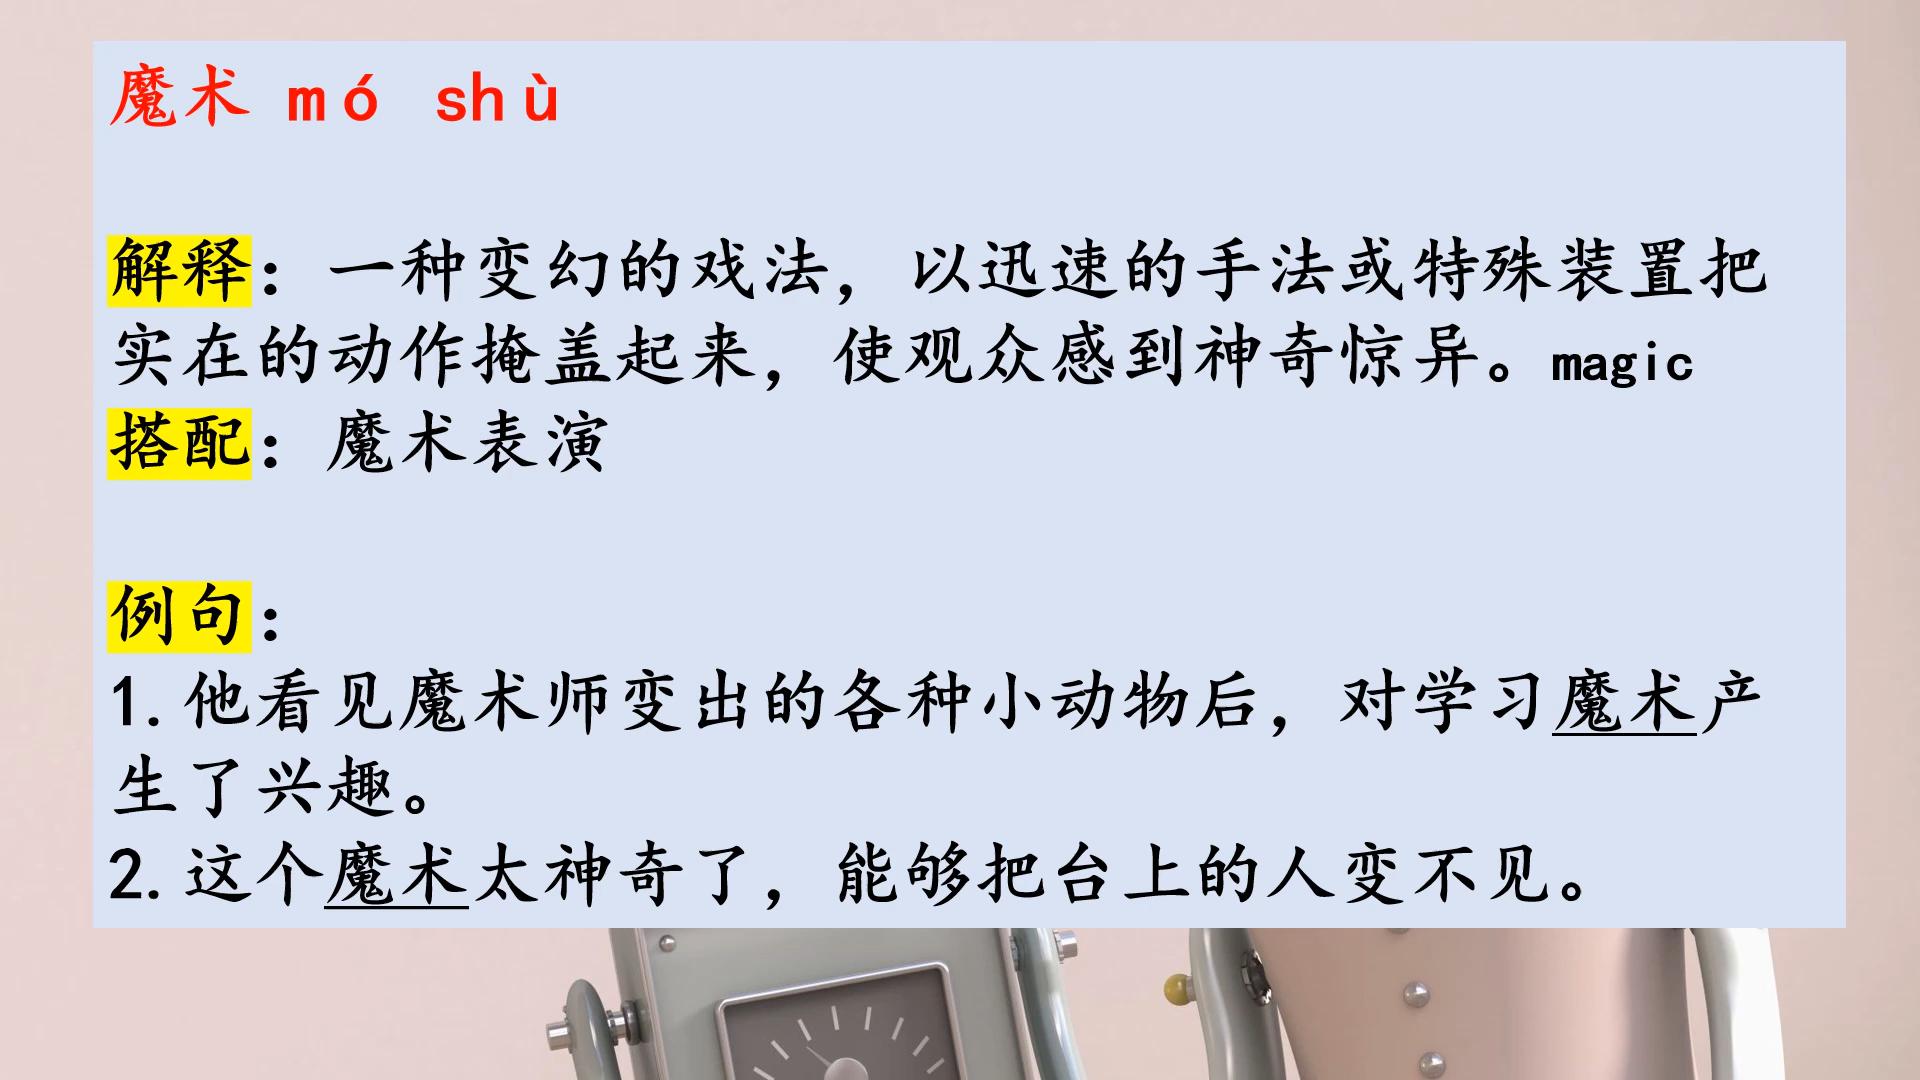 魔术 mó shù
解释：一种变幻的戏法，以迅速的手法或特殊装置把
实在的动作掩盖起来，使观众感到神奇惊异。magic
搭配：魔术表演
例句：
1.他看见魔术师变出的各种小动物后，对学习魔术产
生了兴趣。
2.这个魔术太神奇了，能够把台上的人变不见。